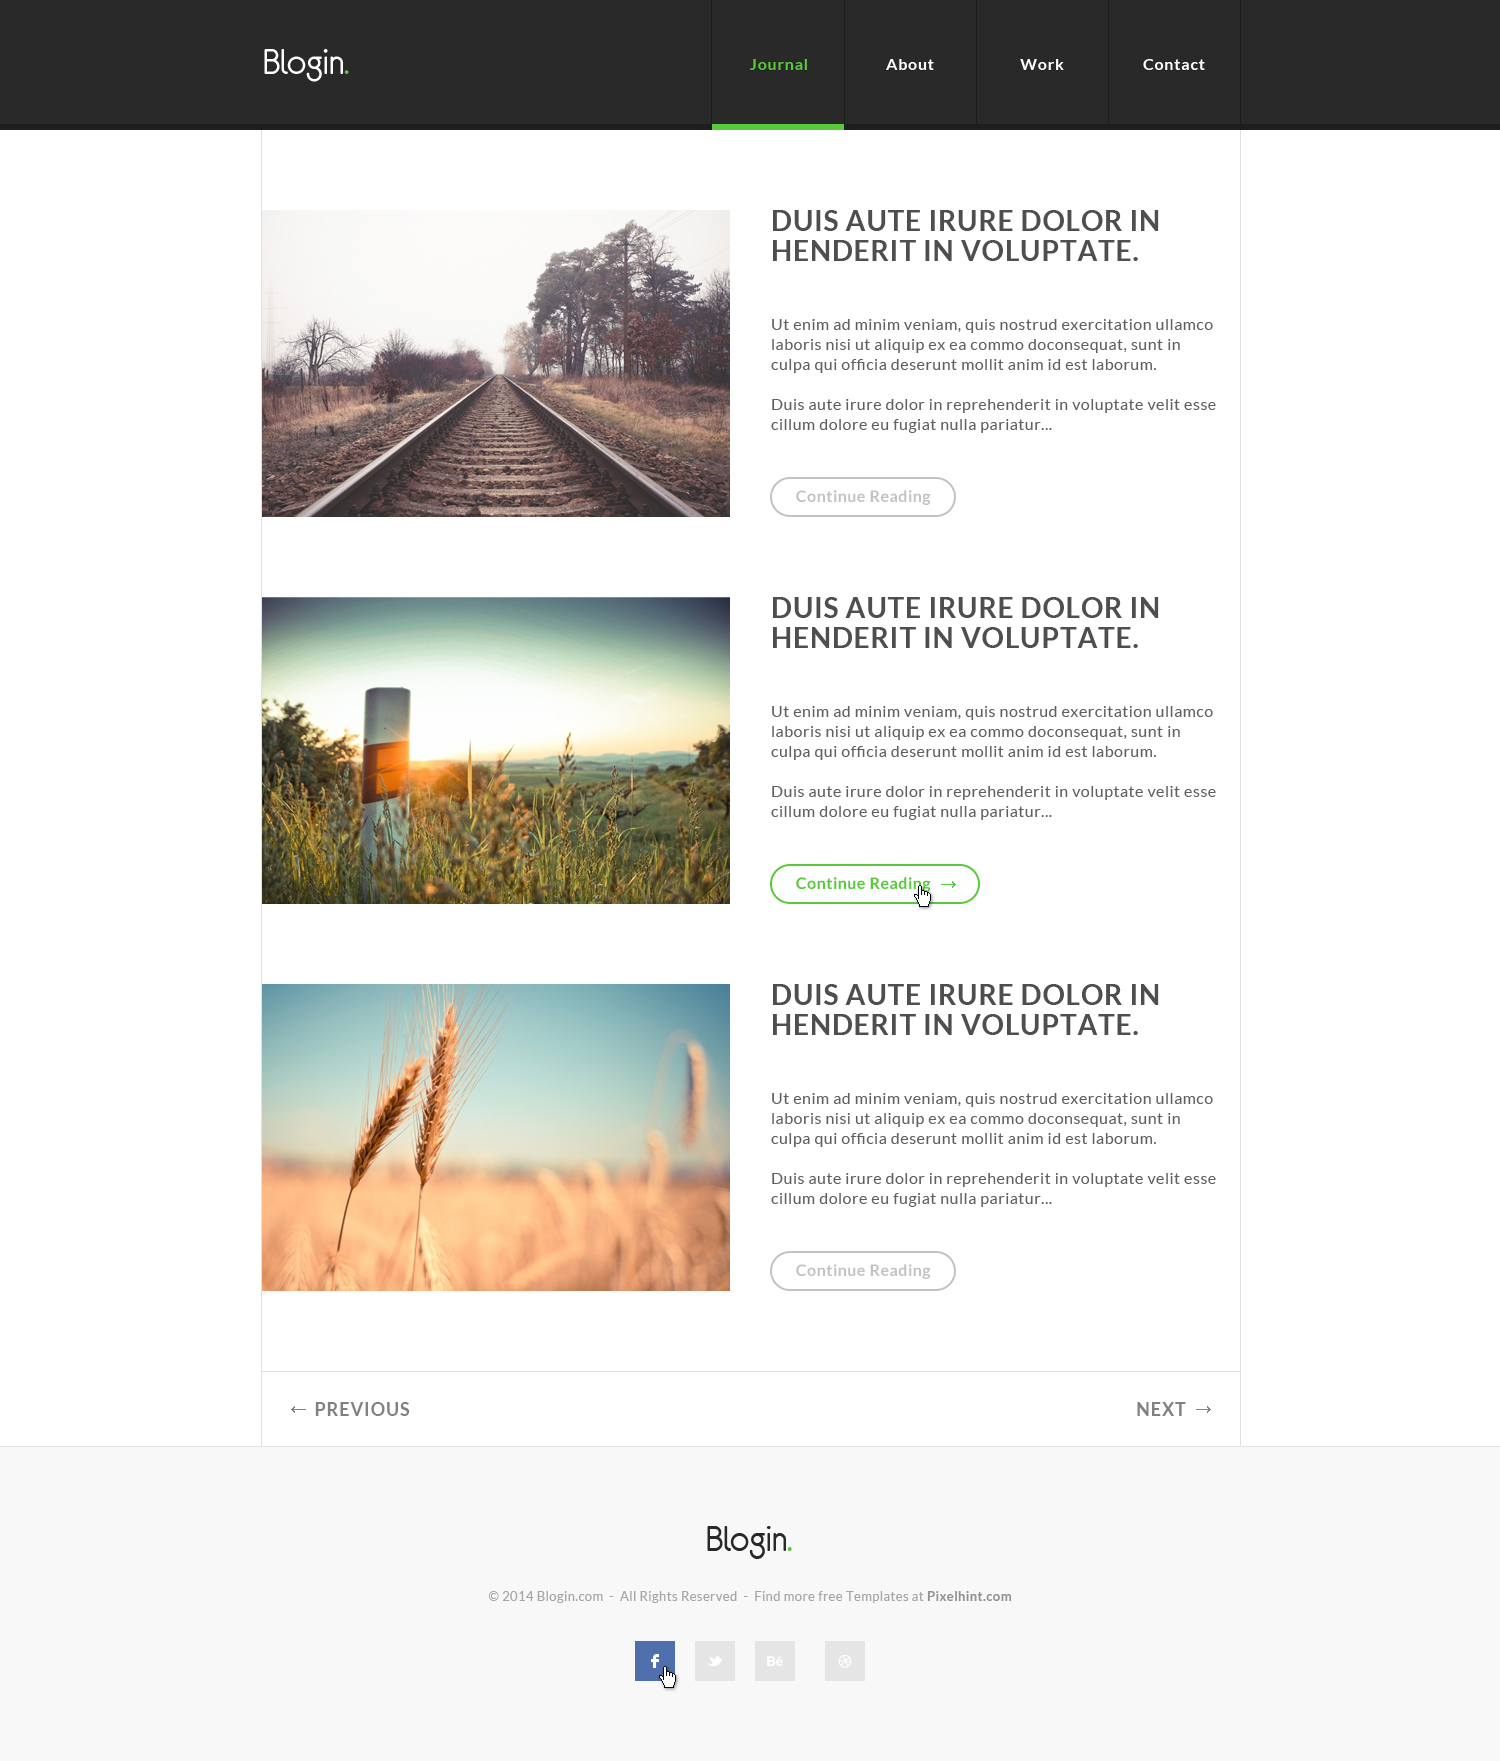 Blogin.
Journal
About
Work
Contact
DUIS AUTE IRURE DOLOR IN
HENDERIT IN VOLUPTATE.
Ut enim ad minim veniam, quis nostrud exercitation ullamco
laboris nisi ut aliquip ex ea commo doconsequat, sunt in
culpa qui officia deserunt mollit anim id est laborum.
Duis aute irure dolor in reprehenderit in voluptate velit esse
cillum dolore eu fugiat nulla pariatur...
Continue Reading
DUIS AUTE IRURE DOLOR IN
HENDERIT IN VOLUPTATE.
Ut enim ad minim veniam, quis nostrud exercitation ullamco
laboris nisi ut aliquip ex ea commo doconsequat, sunt in
culpa qui officia deserunt mollit anim id est laborum.
Duis aute irure dolor in reprehenderit in voluptate velit esse
cillum dolore eu fugiat nulla pariatur...
Continue Reading →
DUIS AUTE IRURE DOLOR IN
HENDERIT IN VOLUPTATE.
Ut enim ad minim veniam, quis nostrud exercitation ullamco
laboris nisi ut aliquip ex ea commo doconsequat, sunt in
culpa qui officia deserunt mollit anim id est laborum.
Duis aute irure dolor in reprehenderit in voluptate velit esse
cillum dolore eu fugiat nulla pariatur...
Continue Reading
← PREVIOUS
NEXT →
Blogin.
© 2014 Blogin.com - All Rights Reserved - Find more free Templates at Pixelhint.com
f
Bē